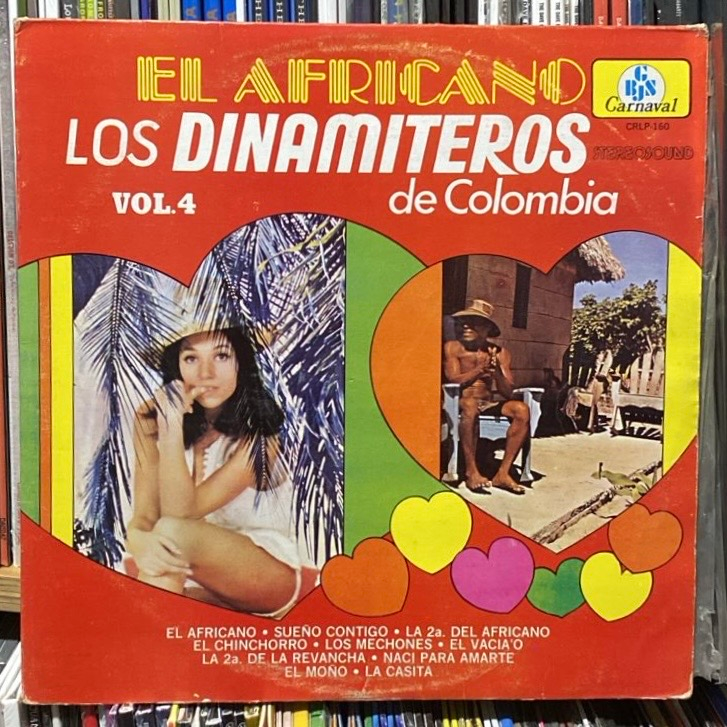 EL AFRICANO
CBS
Carnaval
CRLP-160
LOS DINAMITEROS
STEREOSOUND
VOL.4
de Colombia
EL AFRICANO • SUEÑO CONTIGO • LA 2a. DEL AFRICANO
EL CHINCHORRO • LOS MECHONES • EL VACIA'O
LA 2a. DE LA REVANCHA • NACI PARA AMARTE
EL MOÑO • LA CASITA